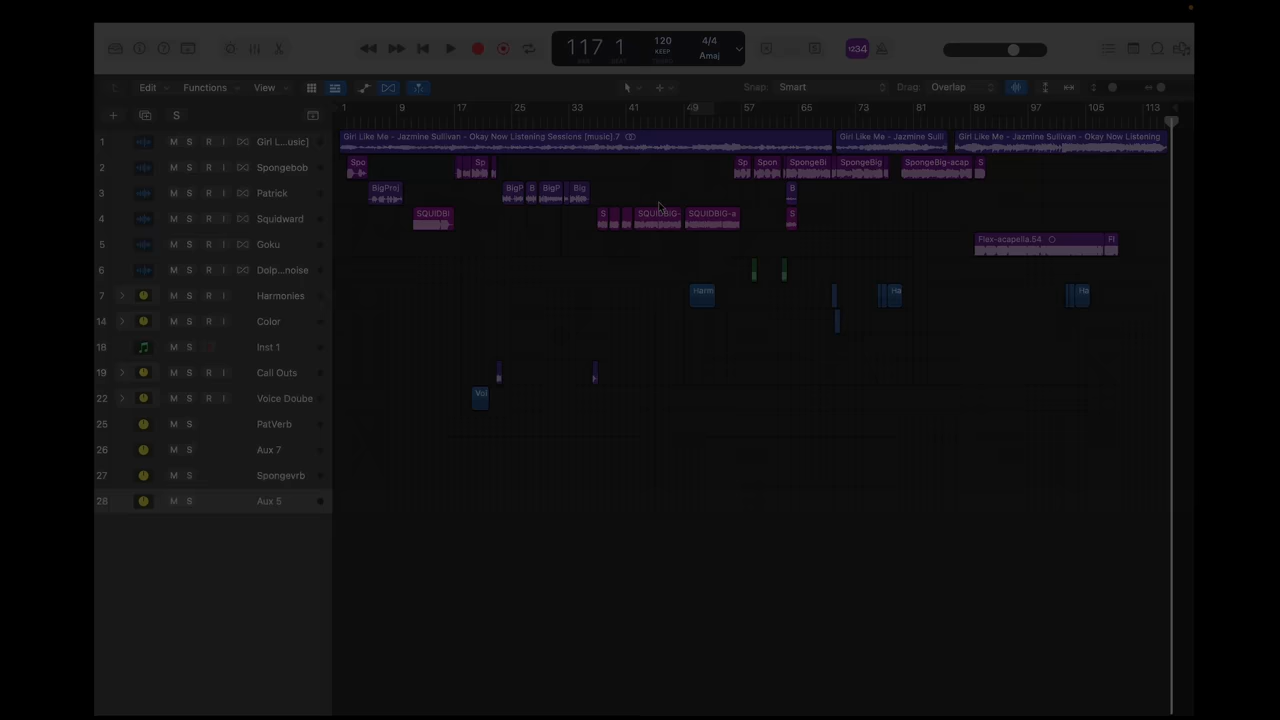 117 1
120
KEEP
4/4
Amaj
1234
Edit
Functions
View
Snap:
Smart
Drag:
Overlap
1 9 17 25 33 41 49 57 65 73 81 89 97 105 113
S
1 M S R I Girl L...usic]
Girl Like Me - Jazmine Sullivan - Okay Now Listening Sessions [music].7
Girl Like Me - Jazmine Sulli
Girl Like Me - Jazmine Sullivan - Okay Now Listening
2 M S R I Spongebob
Spo Sp Sp Spon SpongeBi SpongeBig SpongeBig-acap S
3 M S R I Patrick
BigProj BigP B BigP Big B
4 M S R I Squidward
SQUIDBI S SQUIDBIG- SQUIDBIG-a S
5 M S R I Goku
Flex-acapella.54 Fl
6 M S R I Dolp...noise
7 M S R I Harmonies
Harm Ha Ha
14 M S R I Color
18 M S R Inst 1
19 M S R I Call Outs
22 M S R I Voice Doube
Voi
25 M S PatVerb
26 M S Aux 7
27 M S Spongevrb
28 M S Aux 5